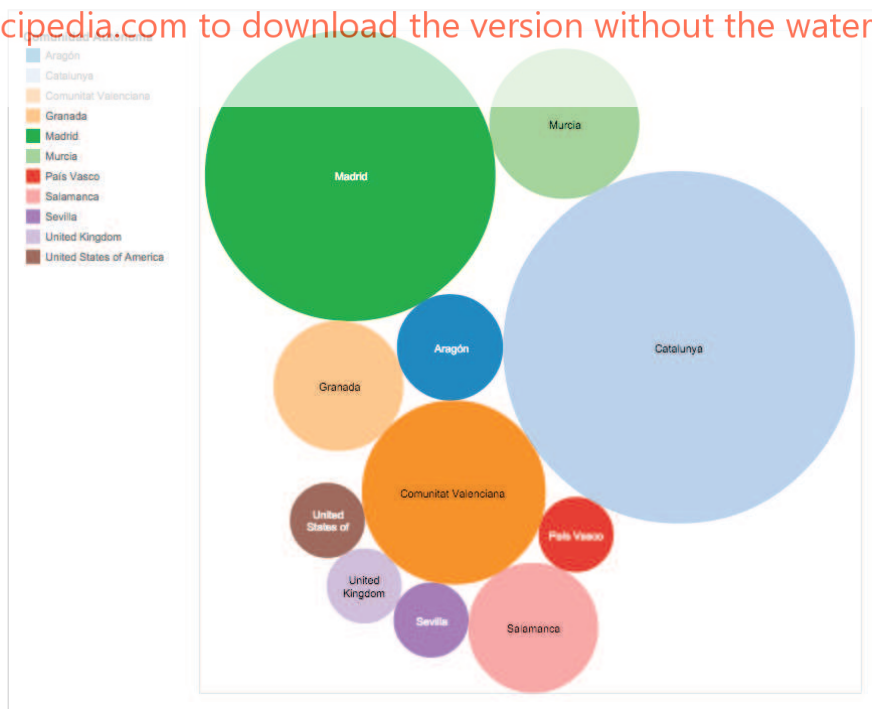 cipedia.com to download the version without the water
Comunidad Autónoma
Aragón
Catalunya
Comunitat Valenciana
Granada
Madrid
Murcia
País Vasco
Salamanca
Sevilla
United Kingdom
United States of America
Murcia
Madrid
Aragón
Catalunya
Granada
Comunitat Valenciana
United
States of
País Vasco
United
Kingdom
Sevilla
Salamanca